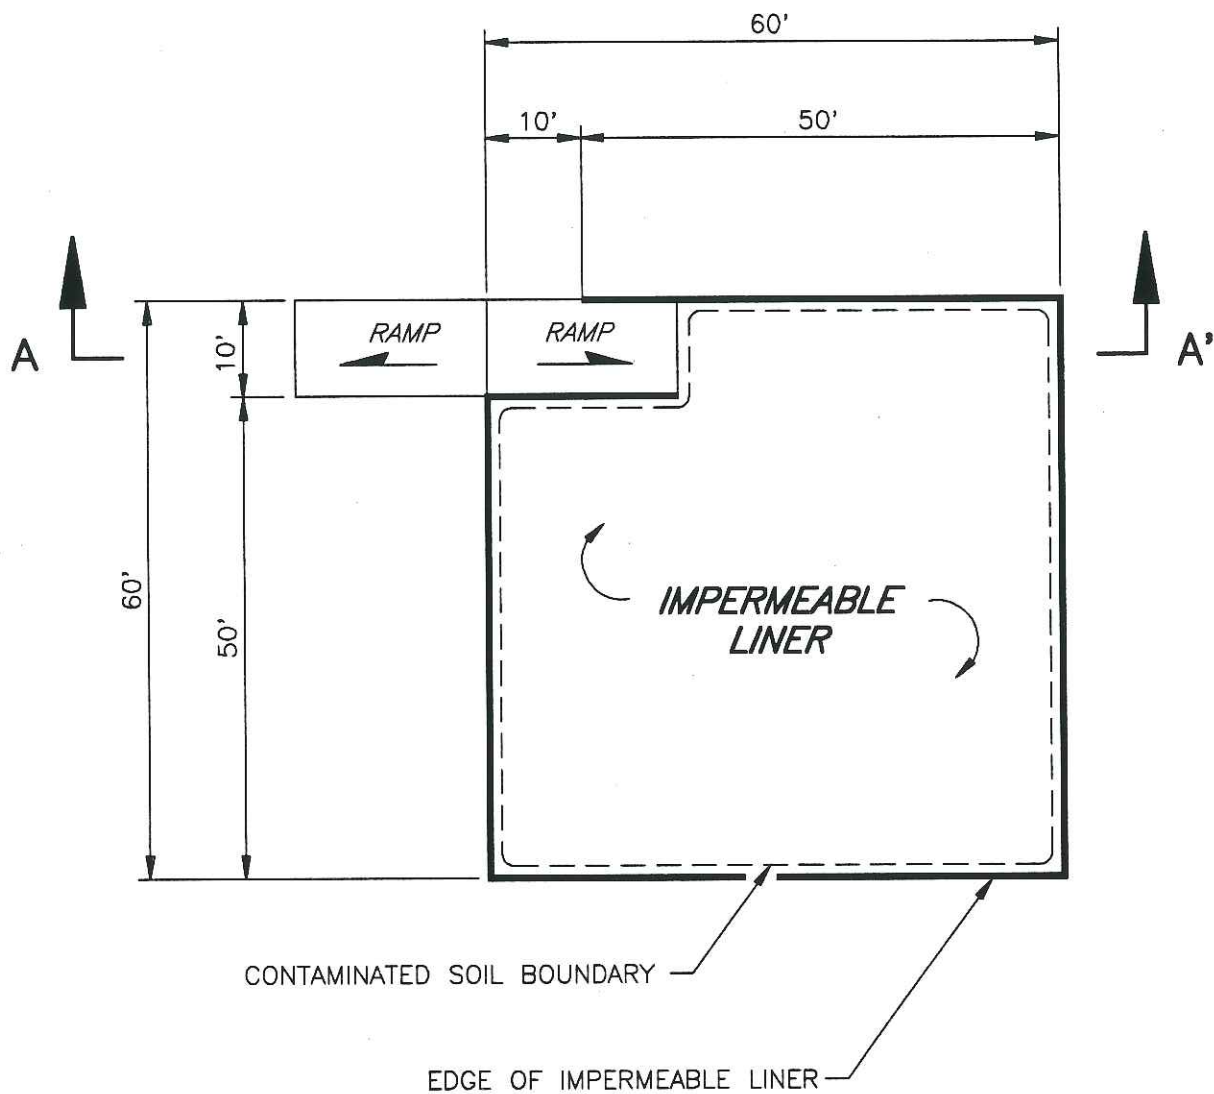 60'
10'
50'
A
RAMP
RAMP
A'
10'
60'
50'
IMPERMEABLE
LINER
CONTAMINATED SOIL BOUNDARY
EDGE OF IMPERMEABLE LINER